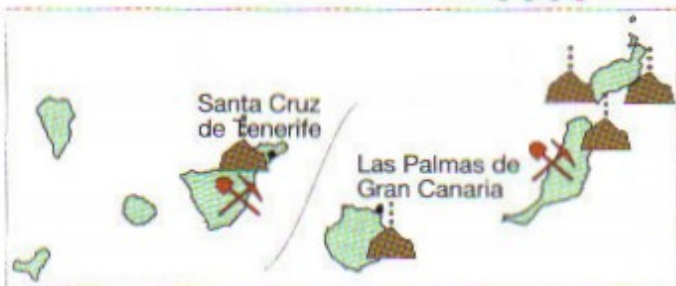 Santa Cruz
de Tenerife
Las Palmas de
Gran Canaria